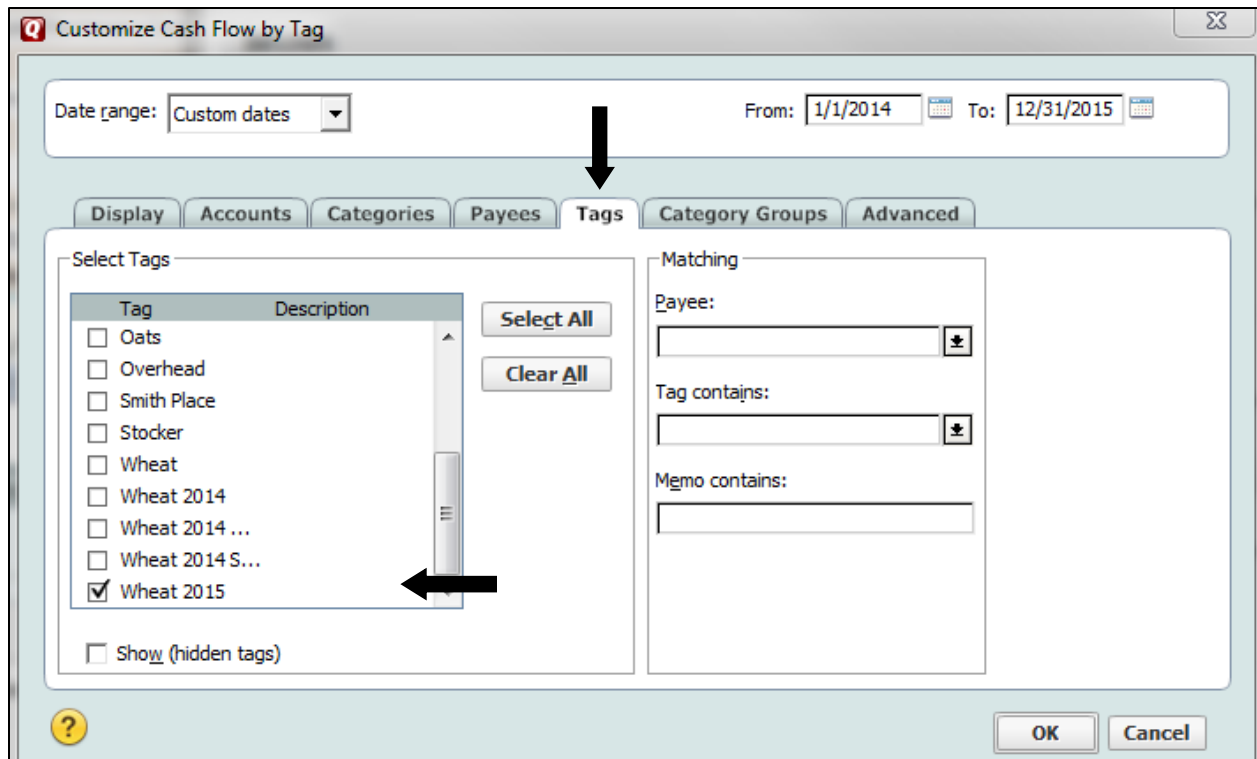 Customize Cash Flow by Tag
Date range: Custom dates From: 1/1/2014 To: 12/31/2015
Display Accounts Categories Payees Tags Category Groups Advanced
Select Tags
Tag Description
Oats
Overhead
Smith Place
Stocker
Wheat
Wheat 2014
Wheat 2014 ...
Wheat 2014 S...
Wheat 2015
Select All
Clear All
Show (hidden tags)
Matching
Payee:
Tag contains:
Memo contains:
?
OK Cancel